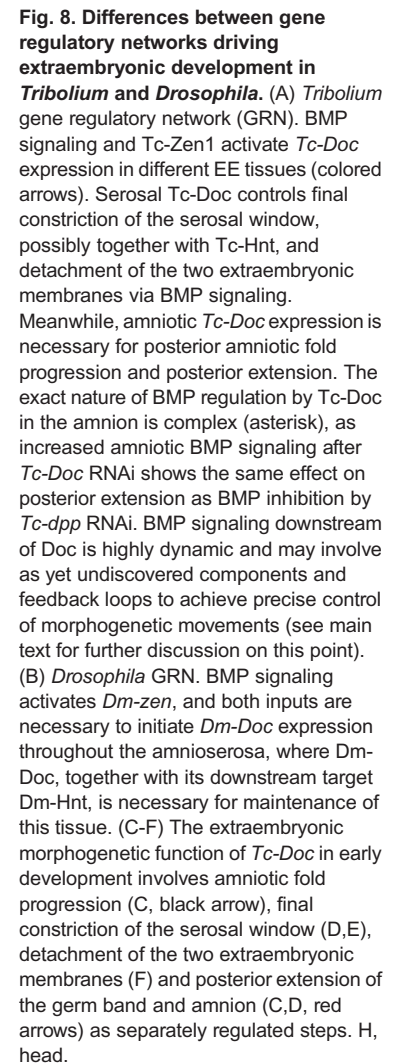 Fig. 8. Differences between gene
regulatory networks driving
extraembryonic development in
Tribolium and Drosophila. (A) Tribolium
gene regulatory network (GRN). BMP
signaling and Tc-Zen1 activate Tc-Doc
expression in different EE tissues (colored
arrows). Serosal Tc-Doc controls final
constriction of the serosal window,
possibly together with Tc-Hnt, and
detachment of the two extraembryonic
membranes via BMP signaling.
Meanwhile, amniotic Tc-Doc expression is
necessary for posterior amniotic fold
progression and posterior extension. The
exact nature of BMP regulation by Tc-Doc
in the amnion is complex (asterisk), as
increased amniotic BMP signaling after
Tc-Doc RNAi shows the same effect on
posterior extension as BMP inhibition by
Tc-dpp RNAi. BMP signaling downstream
of Doc is highly dynamic and may involve
as yet undiscovered components and
feedback loops to achieve precise control
of morphogenetic movements (see main
text for further discussion on this point).
(B) Drosophila GRN. BMP signaling
activates Dm-zen, and both inputs are
necessary to initiate Dm-Doc expression
throughout the amnioserosa, where Dm-
Doc, together with its downstream target
Dm-Hnt, is necessary for maintenance of
this tissue. (C-F) The extraembryonic
morphogenetic function of Tc-Doc in early
development involves amniotic fold
progression (C, black arrow), final
constriction of the serosal window (D,E),
detachment of the two extraembryonic
membranes (F) and posterior extension of
the germ band and amnion (C,D, red
arrows) as separately regulated steps. H,
head.